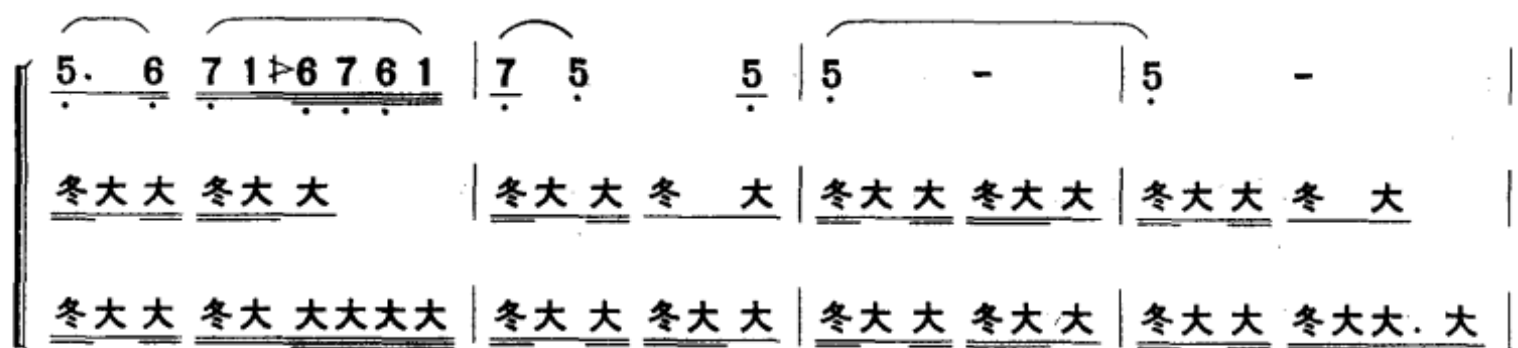 5. 6 7 1 6 7 6 1 | 7 5 5 | 5 - | 5 - |
冬大大 冬大 大 | 冬大大 冬 大 | 冬大大 冬大大 | 冬大大 冬 大 |
冬大大 冬大 大大大大 | 冬大大 冬大大 | 冬大大 冬大大 | 冬大大 冬大大. 大 |